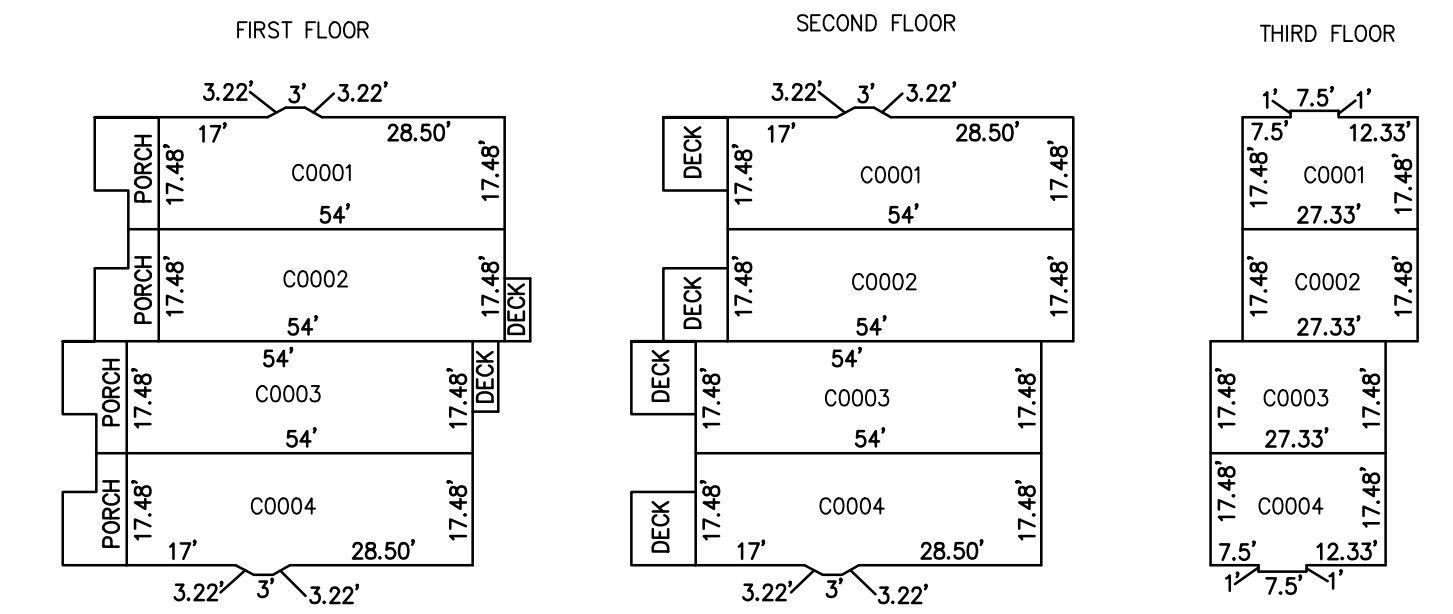 FIRST FLOOR
SECOND FLOOR
THIRD FLOOR
3.22' 3' 3.22'
17' 28.50'
PORCH
17.48'
C0001
17.48'
54'
PORCH
17.48'
C0002
17.48'
DECK
54'
54'
DECK
PORCH
17.48'
C0003
17.48'
54'
PORCH
17.48'
C0004
17.48'
17' 28.50'
3.22' 3' 3.22'
3.22' 3' 3.22'
17' 28.50'
DECK
17.48'
C0001
17.48'
54'
DECK
17.48'
C0002
17.48'
54'
54'
DECK
17.48'
C0003
17.48'
54'
DECK
17.48'
C0004
17.48'
17' 28.50'
3.22' 3' 3.22'
1' 7.5' 1'
7.5' 12.33'
17.48'
C0001
17.48'
27.33'
17.48'
C0002
17.48'
27.33'
17.48'
C0003
17.48'
27.33'
17.48'
C0004
17.48'
7.5' 12.33'
1' 7.5' 1'